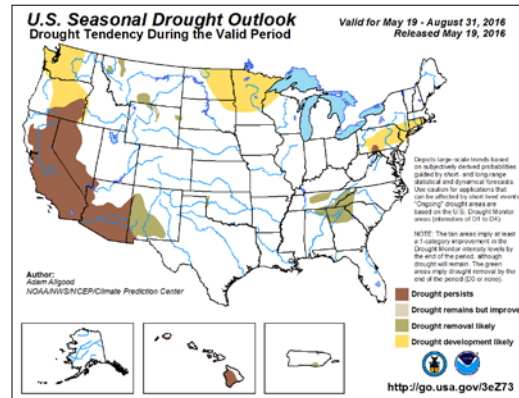 U.S. Seasonal Drought Outlook
Drought Tendency During the Valid Period
Valid for May 19 - August 31, 2016
Released May 19, 2016
Depicts large-scale trends based
on subjectively derived probabilities
guided by short- and long-range
statistical and dynamical forecasts.
Use caution for applications that
can be affected by short lived events.
"Ongoing" drought areas are
based on the U.S. Drought Monitor
areas (intensities of D1 to D4).
NOTE: The tan areas imply at least
a 1-category improvement in the
Drought Monitor intensity levels by
the end of the period, although
drought will remain. The green
areas imply drought removal by the
end of the period (D0 or none).
Author:
Adam Allgood
NOAA/NWS/NCEP/Climate Prediction Center
Drought persists
Drought remains but improve
Drought removal likely
Drought development likely
http://go.usa.gov/3eZ73